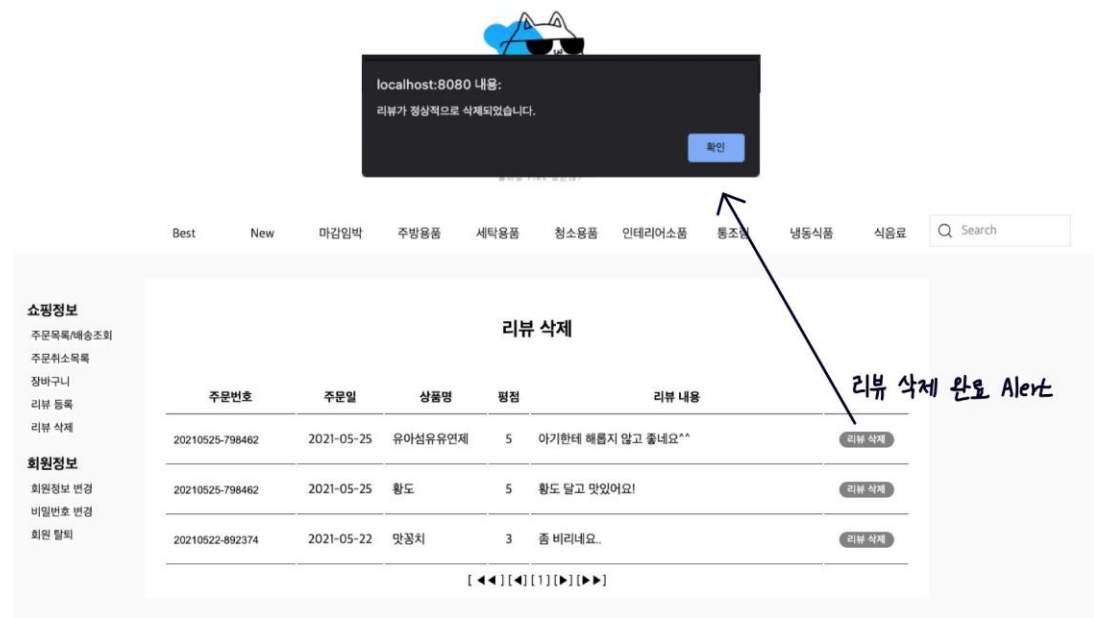 localhost:8080 내용:
리뷰가 정상적으로 삭제되었습니다.
확인
Best New 마감임박 주방용품 세탁용품 청소용품 인테리어소품 통조림 냉동식품 식음료 Search
쇼핑정보
주문목록/배송조회
주문취소목록
장바구니
리뷰 등록
리뷰 삭제
회원정보
회원정보 변경
비밀번호 변경
회원 탈퇴
리뷰 삭제
리뷰 삭제 완료 Alert
주문번호 주문일 상품명 평점 리뷰 내용
20210525-798462 2021-05-25 유아섬유유연제 5 아기한테 해롭지 않고 좋네요^^ 리뷰 삭제
20210525-798462 2021-05-25 황도 5 황도 달고 맛있어요! 리뷰 삭제
20210522-892374 2021-05-22 맛꽁치 3 좀 비리네요.. 리뷰 삭제
[ ◀◀ ] [◀] [ 1 ] [▶] [▶▶]